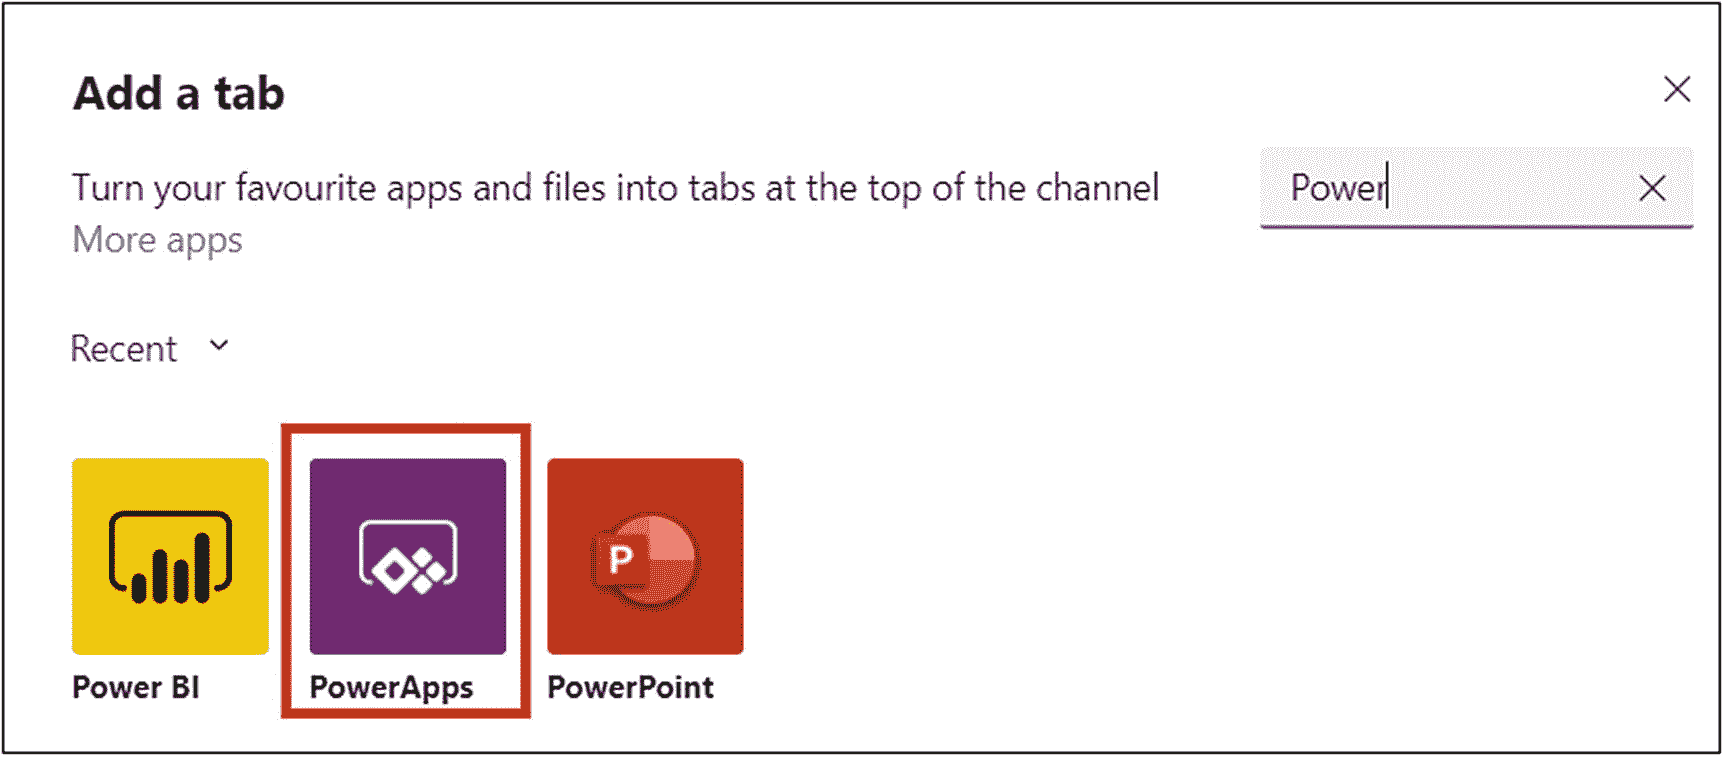 Add a tab
Turn your favourite apps and files into tabs at the top of the channel
Power
More apps
Recent
P
Power BI
PowerApps
PowerPoint